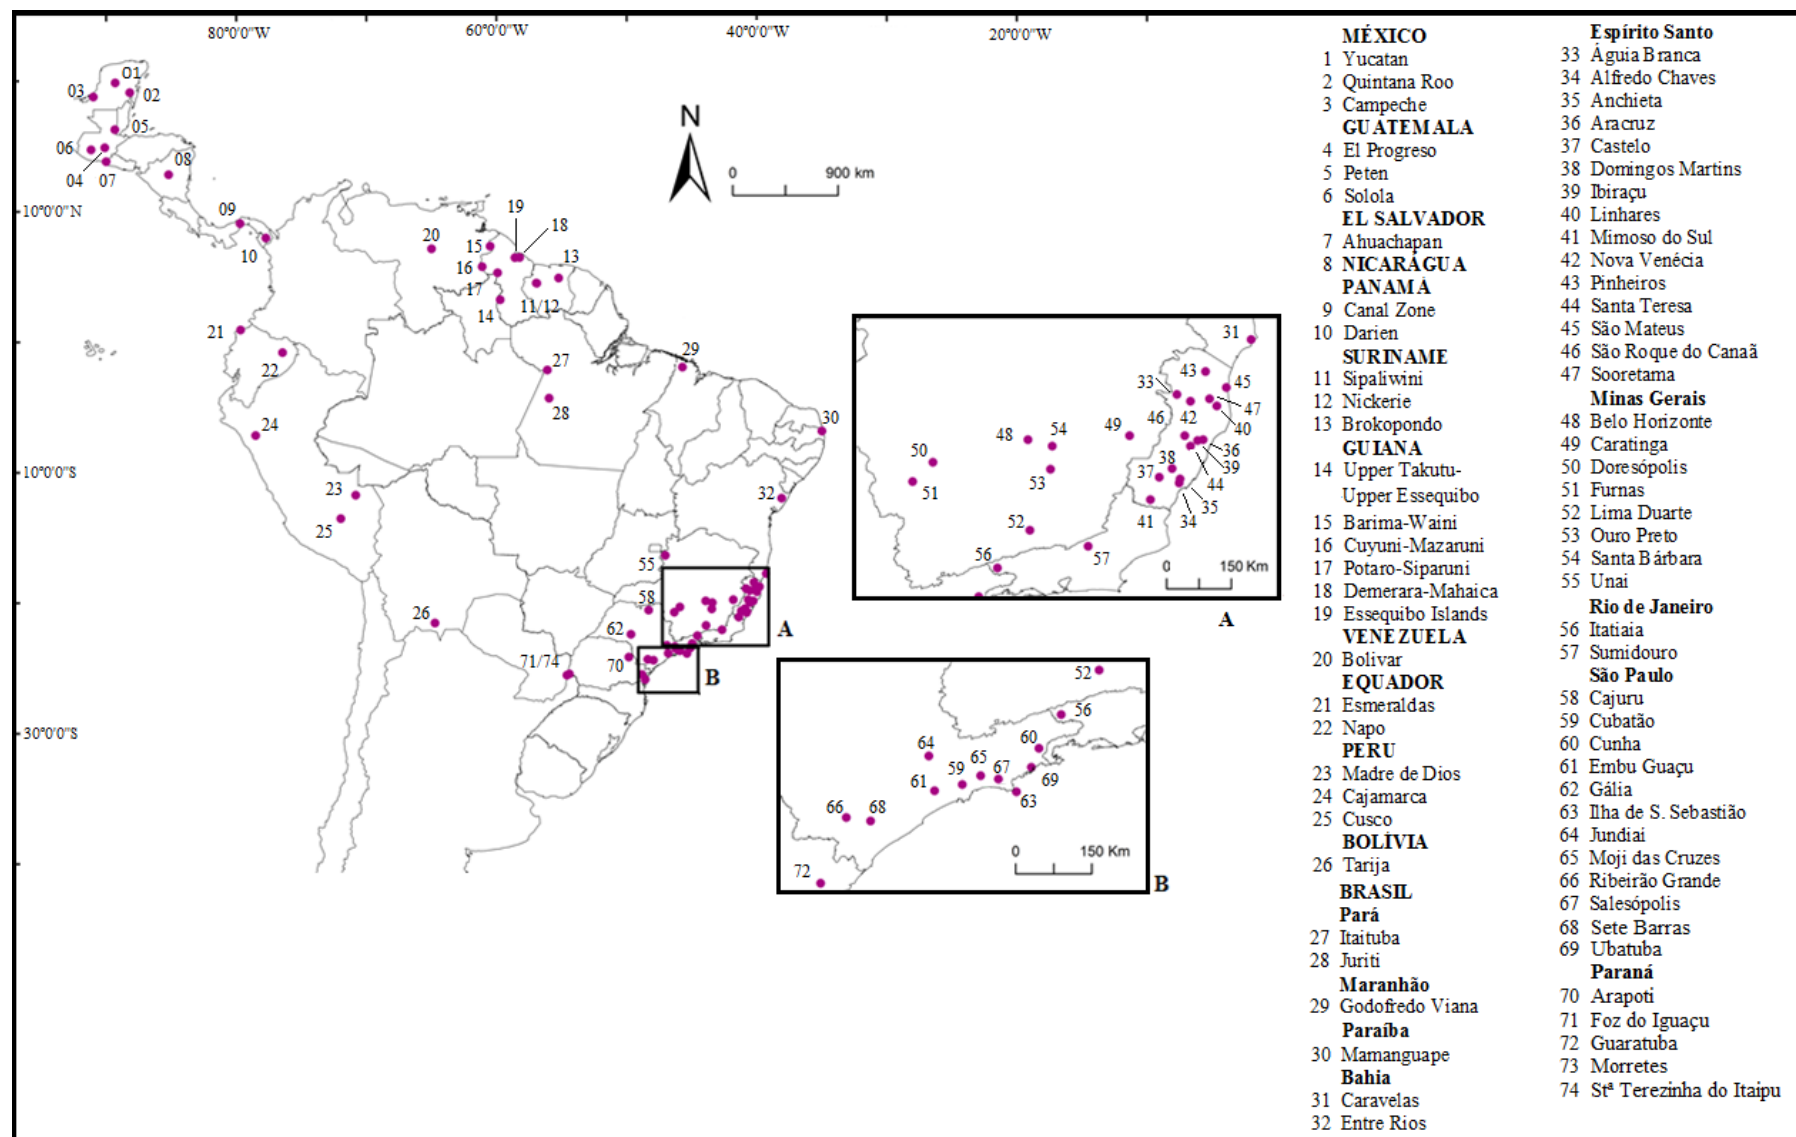 80°0'0"W
60°0'0"W
40°0'0"W
20°0'0"W
10°0'0"N
10°0'0"S
30°0'0"S
N
0 900 km
01
02
03
05
06
04
07
08
09
10
19
18
20
15
13
16
17
11/12
14
21
22
27
29
28
24
30
23
32
25
55
58
26
62
A
71/74
70
B
31
43
33
45
46
42
47
48
54
49
40
50
36
38
39
37
53
44
51
35
41
34
52
57
56
0 150 Km
A
52
56
64
60
65
59
67
61
69
63
66
68
0 150 Km
72
B
MÉXICO
1 Yucatan
2 Quintana Roo
3 Campeche
GUATEMALA
4 El Progreso
5 Peten
6 Solola
EL SALVADOR
7 Ahuachapan
8 NICARÁGUA
PANAMÁ
9 Canal Zone
10 Darien
SURINAME
11 Sipaliwini
12 Nickerie
13 Brokopondo
GUIANA
14 Upper Takutu-
Upper Essequibo
15 Barima-Waini
16 Cuyuni-Mazaruni
17 Potaro-Siparuni
18 Demerara-Mahaica
19 Essequibo Islands
VENEZUELA
20 Bolivar
EQUADOR
21 Esmeraldas
22 Napo
PERU
23 Madre de Dios
24 Cajamarca
25 Cusco
BOLÍVIA
26 Tarija
BRASIL
Pará
27 Itaituba
28 Juriti
Maranhão
29 Godofredo Viana
Paraíba
30 Mamanguape
Bahia
31 Caravelas
32 Entre Rios
Espírito Santo
33 Águia Branca
34 Alfredo Chaves
35 Anchieta
36 Aracruz
37 Castelo
38 Domingos Martins
39 Ibiraçu
40 Linhares
41 Mimoso do Sul
42 Nova Venécia
43 Pinheiros
44 Santa Teresa
45 São Mateus
46 São Roque do Canaã
47 Sooretama
Minas Gerais
48 Belo Horizonte
49 Caratinga
50 Doresópolis
51 Furnas
52 Lima Duarte
53 Ouro Preto
54 Santa Bárbara
55 Unai
Rio de Janeiro
56 Itatiaia
57 Sumidouro
São Paulo
58 Cajuru
59 Cubatão
60 Cunha
61 Embu Guaçu
62 Gália
63 Ilha de S. Sebastião
64 Jundiai
65 Moji das Cruzes
66 Ribeirão Grande
67 Salesópolis
68 Sete Barras
69 Ubatuba
Paraná
70 Arapoti
71 Foz do Iguaçu
72 Guaratuba
73 Morretes
74 Stª Terezinha do Itaipu